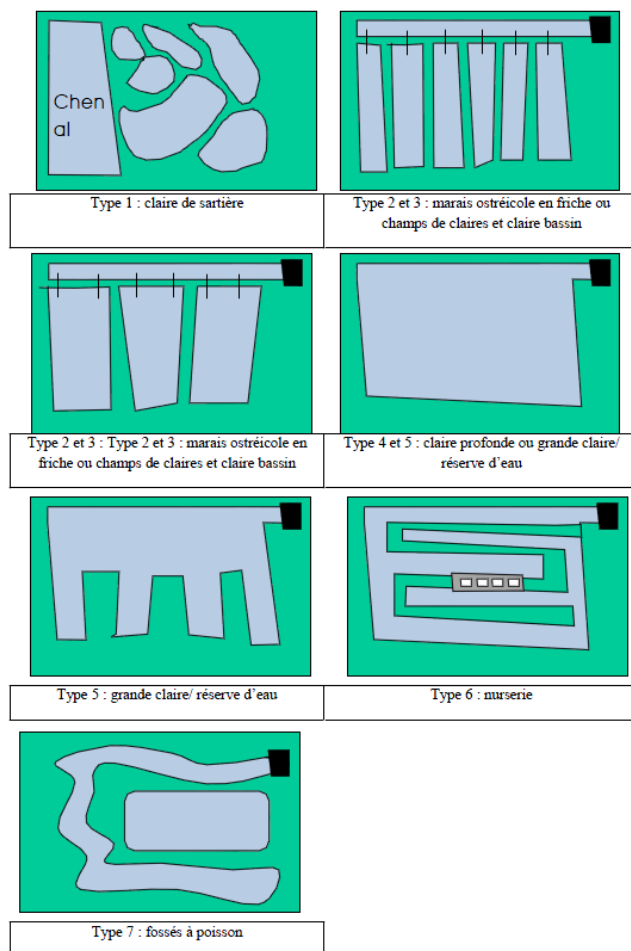 Chen
al
Type 1 : claire de sartière
Type 2 et 3 : marais ostréicole en friche ou
champs de claires et claire bassin
Type 2 et 3 : Type 2 et 3 : marais ostréicole en
friche ou champs de claires et claire bassin
Type 4 et 5 : claire profonde ou grande claire/
réserve d'eau
Type 5 : grande claire/ réserve d'eau
Type 6 : nurserie
Type 7 : fossés à poisson